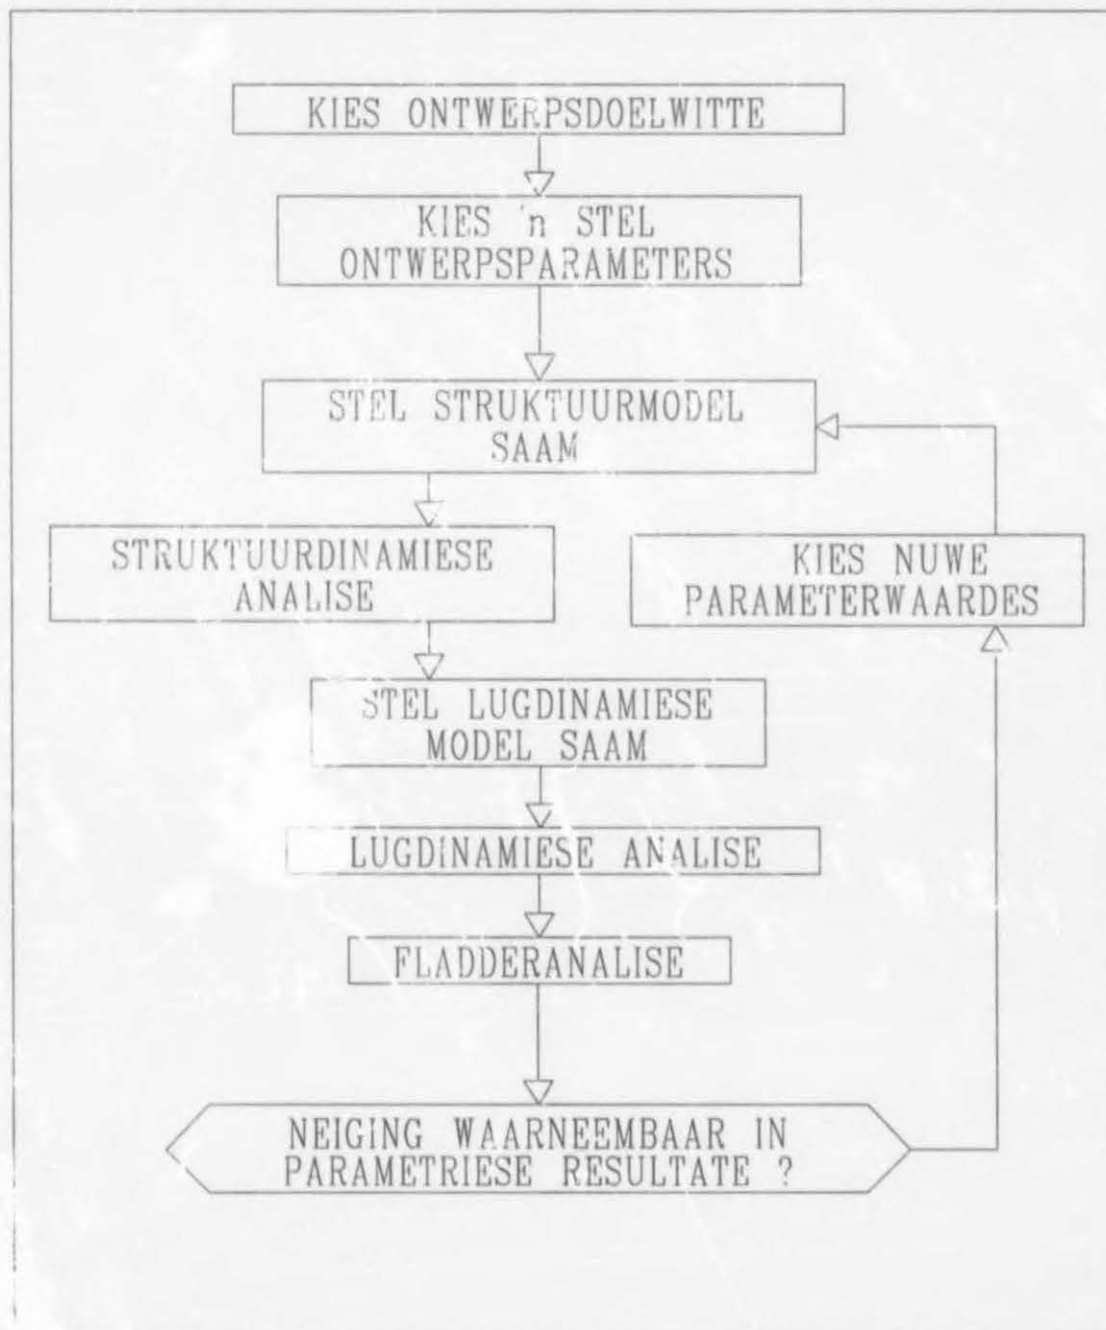 KIES ONTWERPSDOELWITTE
KIES 'n STEL
ONTWERPSPARAMETERS
STEL STRUKTUURMODEL
SAAM
STRUKTUURDINAMIESE
ANALISE
KIES NUWE
PARAMETERWAARDES
STEL LUGDINAMIESE
MODEL SAAM
LUGDINAMIESE ANALISE
FLADDERANALISE
NEIGING WAARNEEMBAAR IN
PARAMETRIESE RESULTATE ?